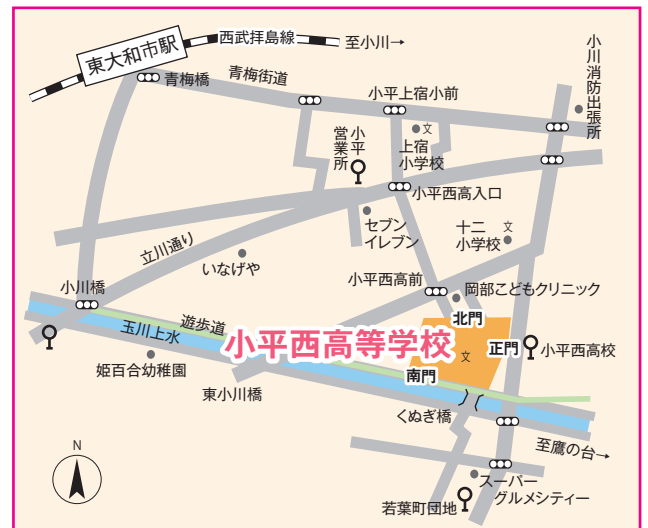 西武拝島線
至小川→
東大和市駅
小川消防出張所
青梅橋
青梅街道
小平上宿小前
小平
営業所
文
上宿
小学校
小平西高入口
セブン
イレブン
十二
小学校
文
立川通り
いなげや
小川橋
小平西高前
岡部こどもクリニック
北門
玉川上水
遊歩道
小平西高等学校
文
正門
小平西高校
南門
姫百合幼稚園
東小川橋
くぬぎ橋
至鷹の台→
N
スーパー
グルメシティー
若葉町団地